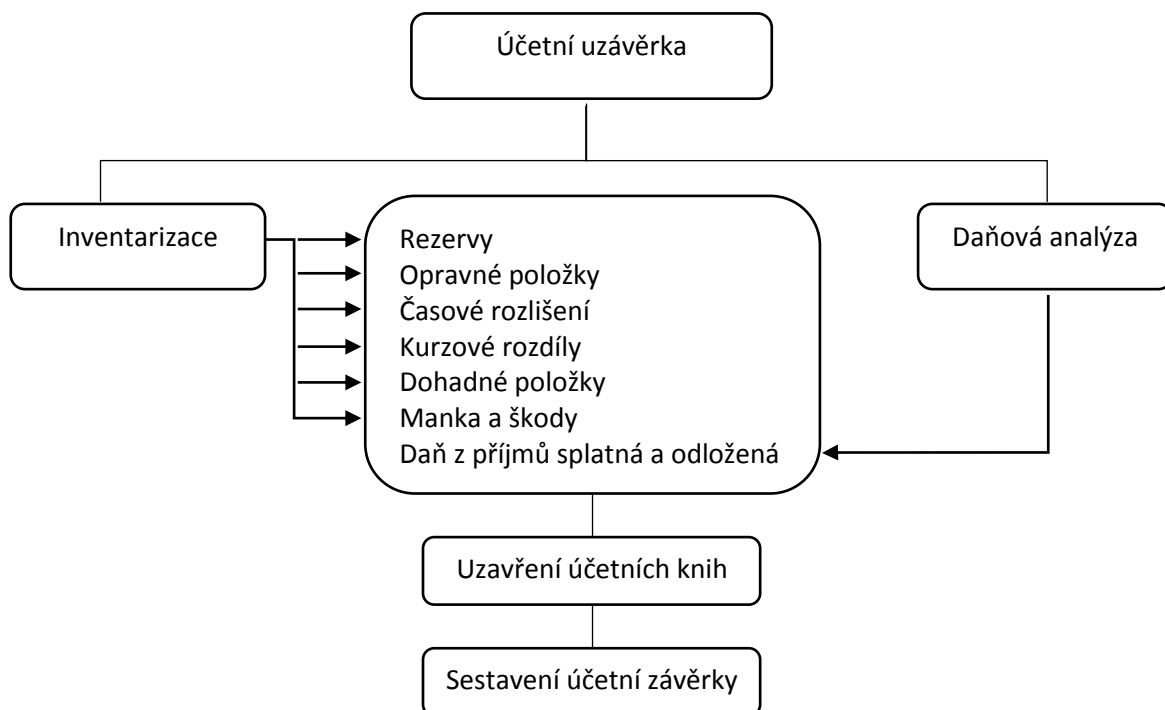 Účetní uzávěrka
Inventarizace
Rezervy
Opravné položky
Časové rozlišení
Kurzové rozdíly
Dohadné položky
Manka a škody
Daň z příjmů splatná a odložená
Daňová analýza
Uzavření účetních knih
Sestavení účetní závěrky